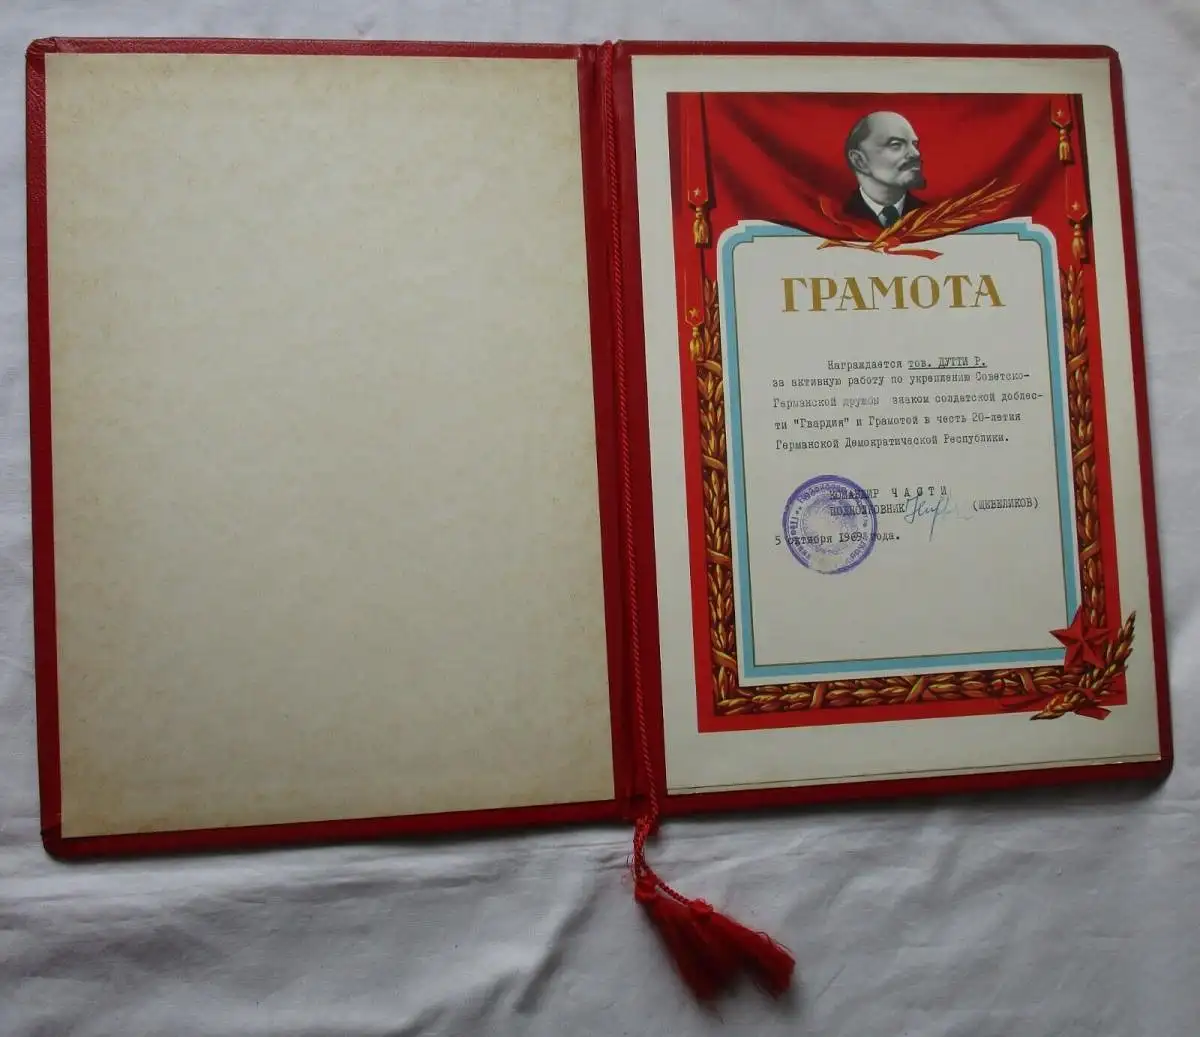 ГРАМОТА
Награждается тов. ДУТТИ Р.
за активную работу по укреплению Советско-
Германской дружбы знаком солдатской доблес-
ти "Гвардия" и Грамотой в честь 20-летия
Германской Демократической Республики.
КОМАНДИР ЧАСТИ
ПОДПОЛКОВНИК (ЩЕВЕЛИКОВ)
5 октября 1969 года.